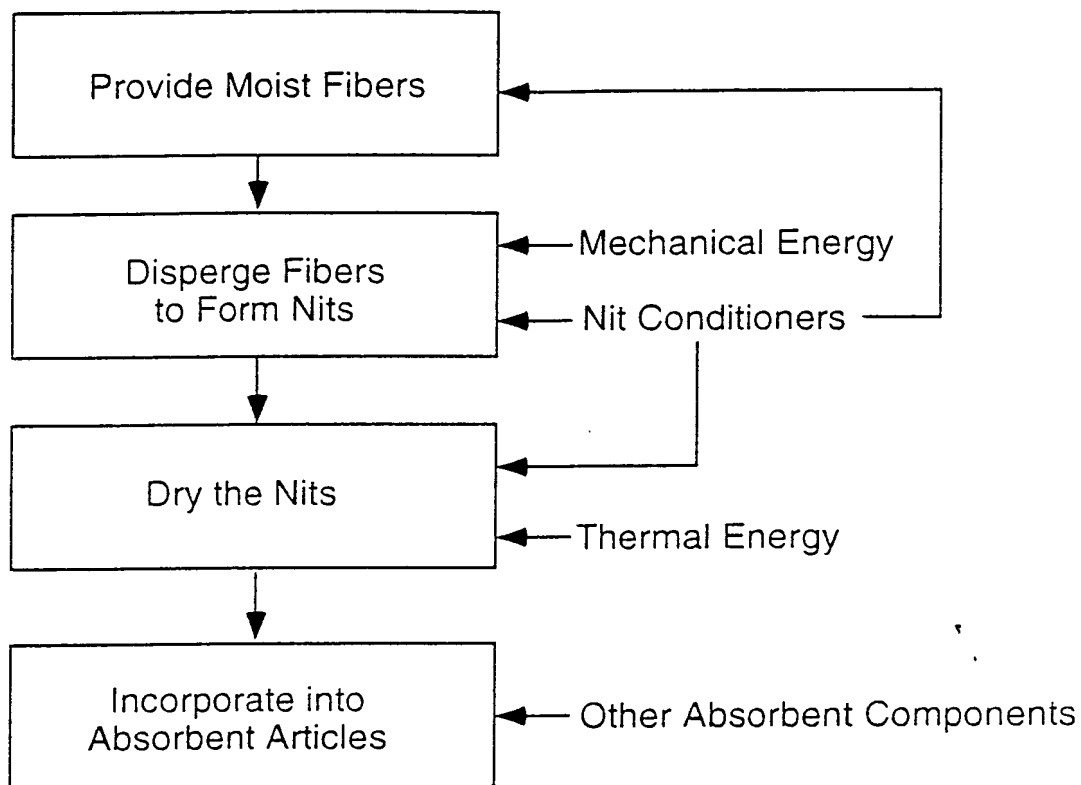 Provide Moist Fibers
Disperge Fibers
to Form Nits
Mechanical Energy
Nit Conditioners
Dry the Nits
Thermal Energy
Incorporate into
Absorbent Articles
Other Absorbent Components